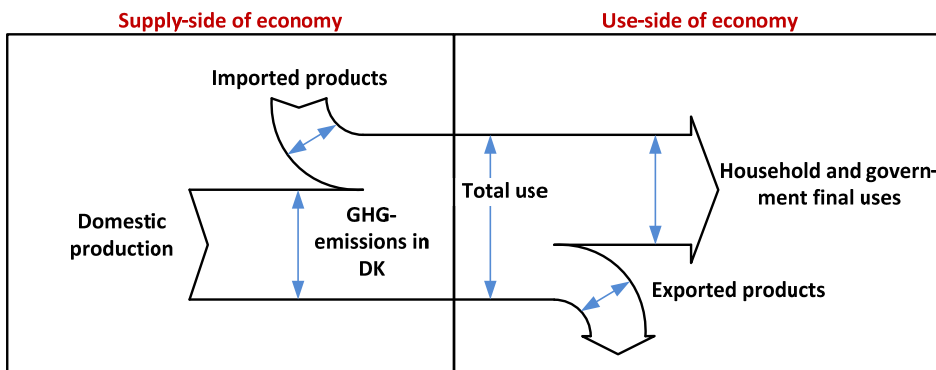 Supply-side of economy
Use-side of economy
Imported products
Domestic
production
GHG-
emissions in
DK
Total use
Household and govern-
ment final uses
Exported products